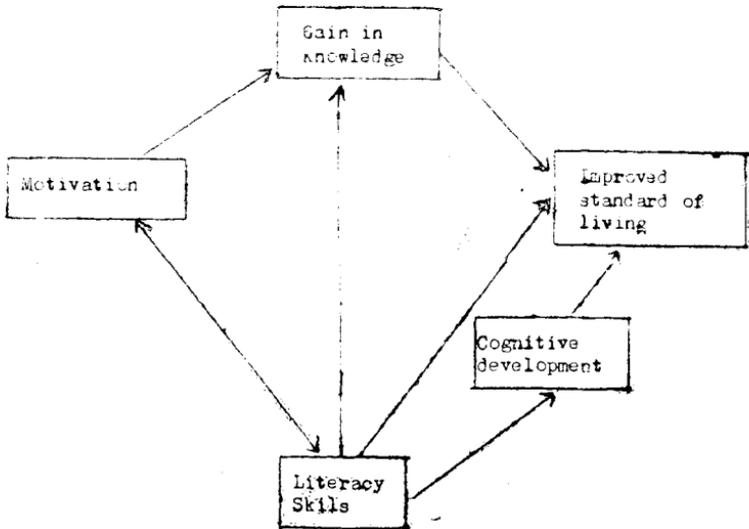 Gain in
Knowledge
Motivation
Improved
standard of
living
Cognitive
development
Literacy
Skils